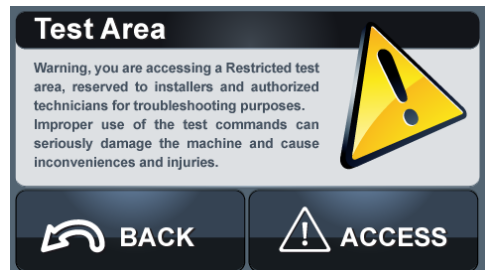 Test Area
Warning, you are accessing a Restricted test
area, reserved to installers and authorized
technicians for troubleshooting purposes.
Improper use of the test commands can
seriously damage the machine and cause
inconveniences and injuries.
BACK
ACCESS